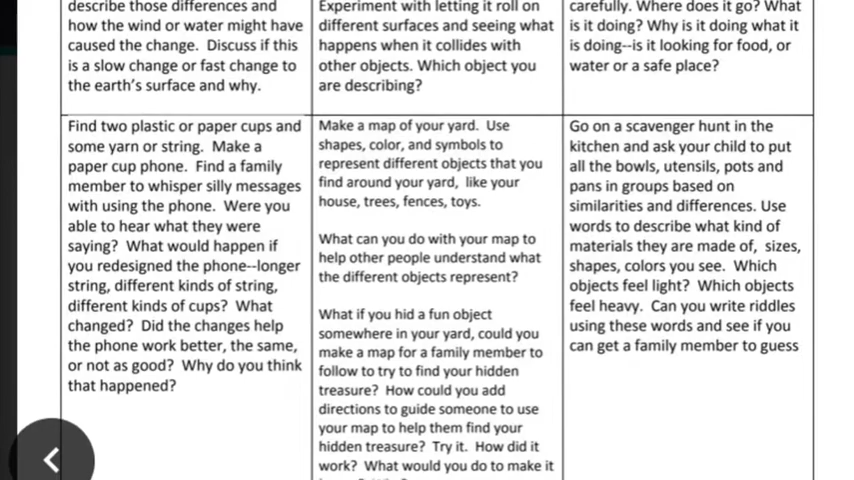 describe those differences and
how the wind or water might have
caused the change. Discuss if this
is a slow change or fast change to
the earth's surface and why.
Experiment with letting it roll on
different surfaces and seeing what
happens when it collides with
other objects. Which object you
are describing?
carefully. Where does it go? What
is it doing? Why is it doing what it
is doing--is it looking for food, or
water or a safe place?
Find two plastic or paper cups and
some yarn or string. Make a
paper cup phone. Find a family
member to whisper silly messages
with using the phone. Were you
able to hear what they were
saying? What would happen if
you redesigned the phone--longer
string, different kinds of string,
different kinds of cups? What
changed? Did the changes help
the phone work better, the same,
or not as good? Why do you think
that happened?
Make a map of your yard. Use
shapes, color, and symbols to
represent different objects that you
find around your yard, like your
house, trees, fences, toys.
What can you do with your map to
help other people understand what
the different objects represent?
What if you hid a fun object
somewhere in your yard, could you
make a map for a family member to
follow to try to find your hidden
treasure? How could you add
directions to guide someone to use
your map to help them find your
hidden treasure? Try it. How did it
work? What would you do to make it
Go on a scavenger hunt in the
kitchen and ask your child to put
all the bowls, utensils, pots and
pans in groups based on
similarities and differences. Use
words to describe what kind of
materials they are made of, sizes,
shapes, colors you see. Which
objects feel light? Which objects
feel heavy. Can you write riddles
using these words and see if you
can get a family member to guess